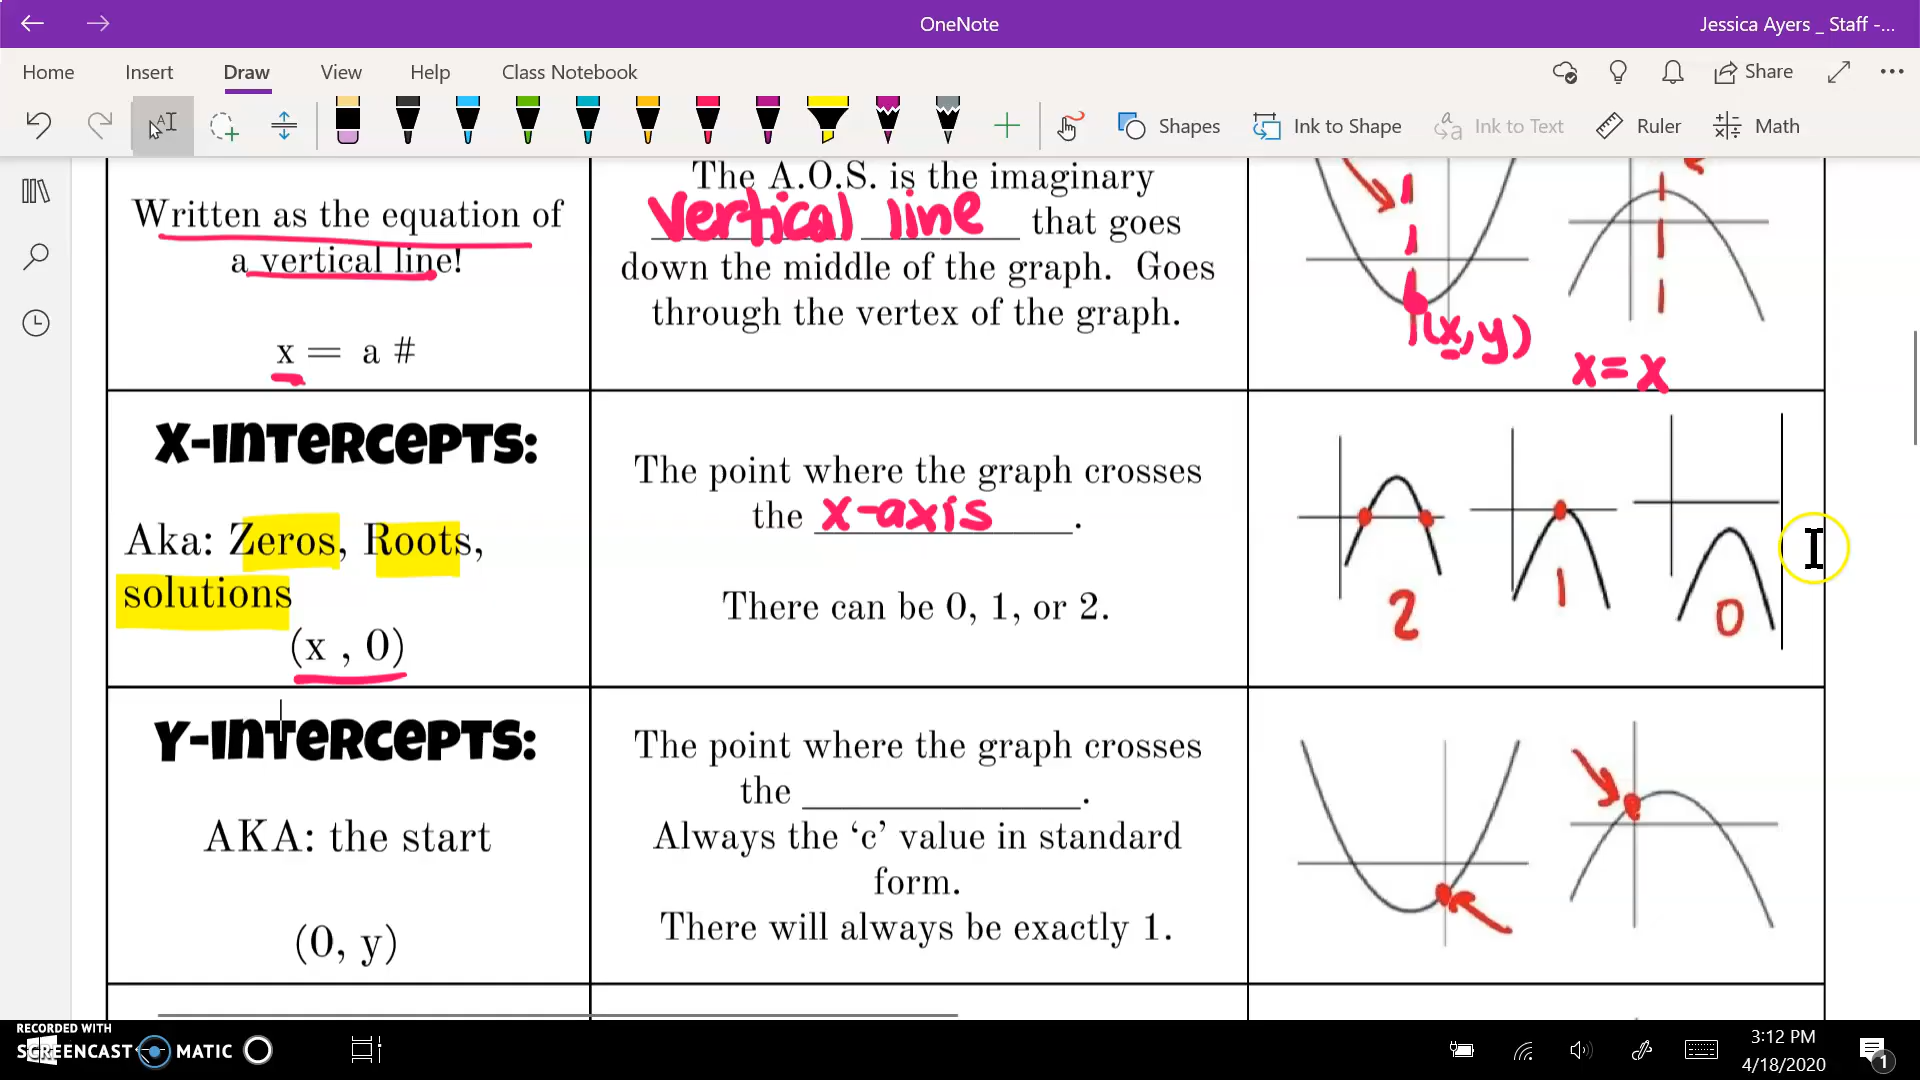 OneNote
Jessica Ayers _ Staff -...
Home Insert Draw View Help Class Notebook
Share
Shapes Ink to Shape Ink to Text Ruler Math
Written as the equation of
a vertical line!
x = a #
The A.O.S. is the imaginary
vertical line that goes
down the middle of the graph. Goes
through the vertex of the graph.
(x,y)
x=x
X-Intercepts:
Aka: Zeros, Roots,
solutions
(x , 0)
The point where the graph crosses
the x-axis.
There can be 0, 1, or 2.
2 1 0
Y-Intercepts:
AKA: the start
(0, y)
The point where the graph crosses
the ______________.
Always the ‘c’ value in standard
form.
There will always be exactly 1.
RECORDED WITH
SCREENCAST MATIC
3:12 PM
4/18/2020
1